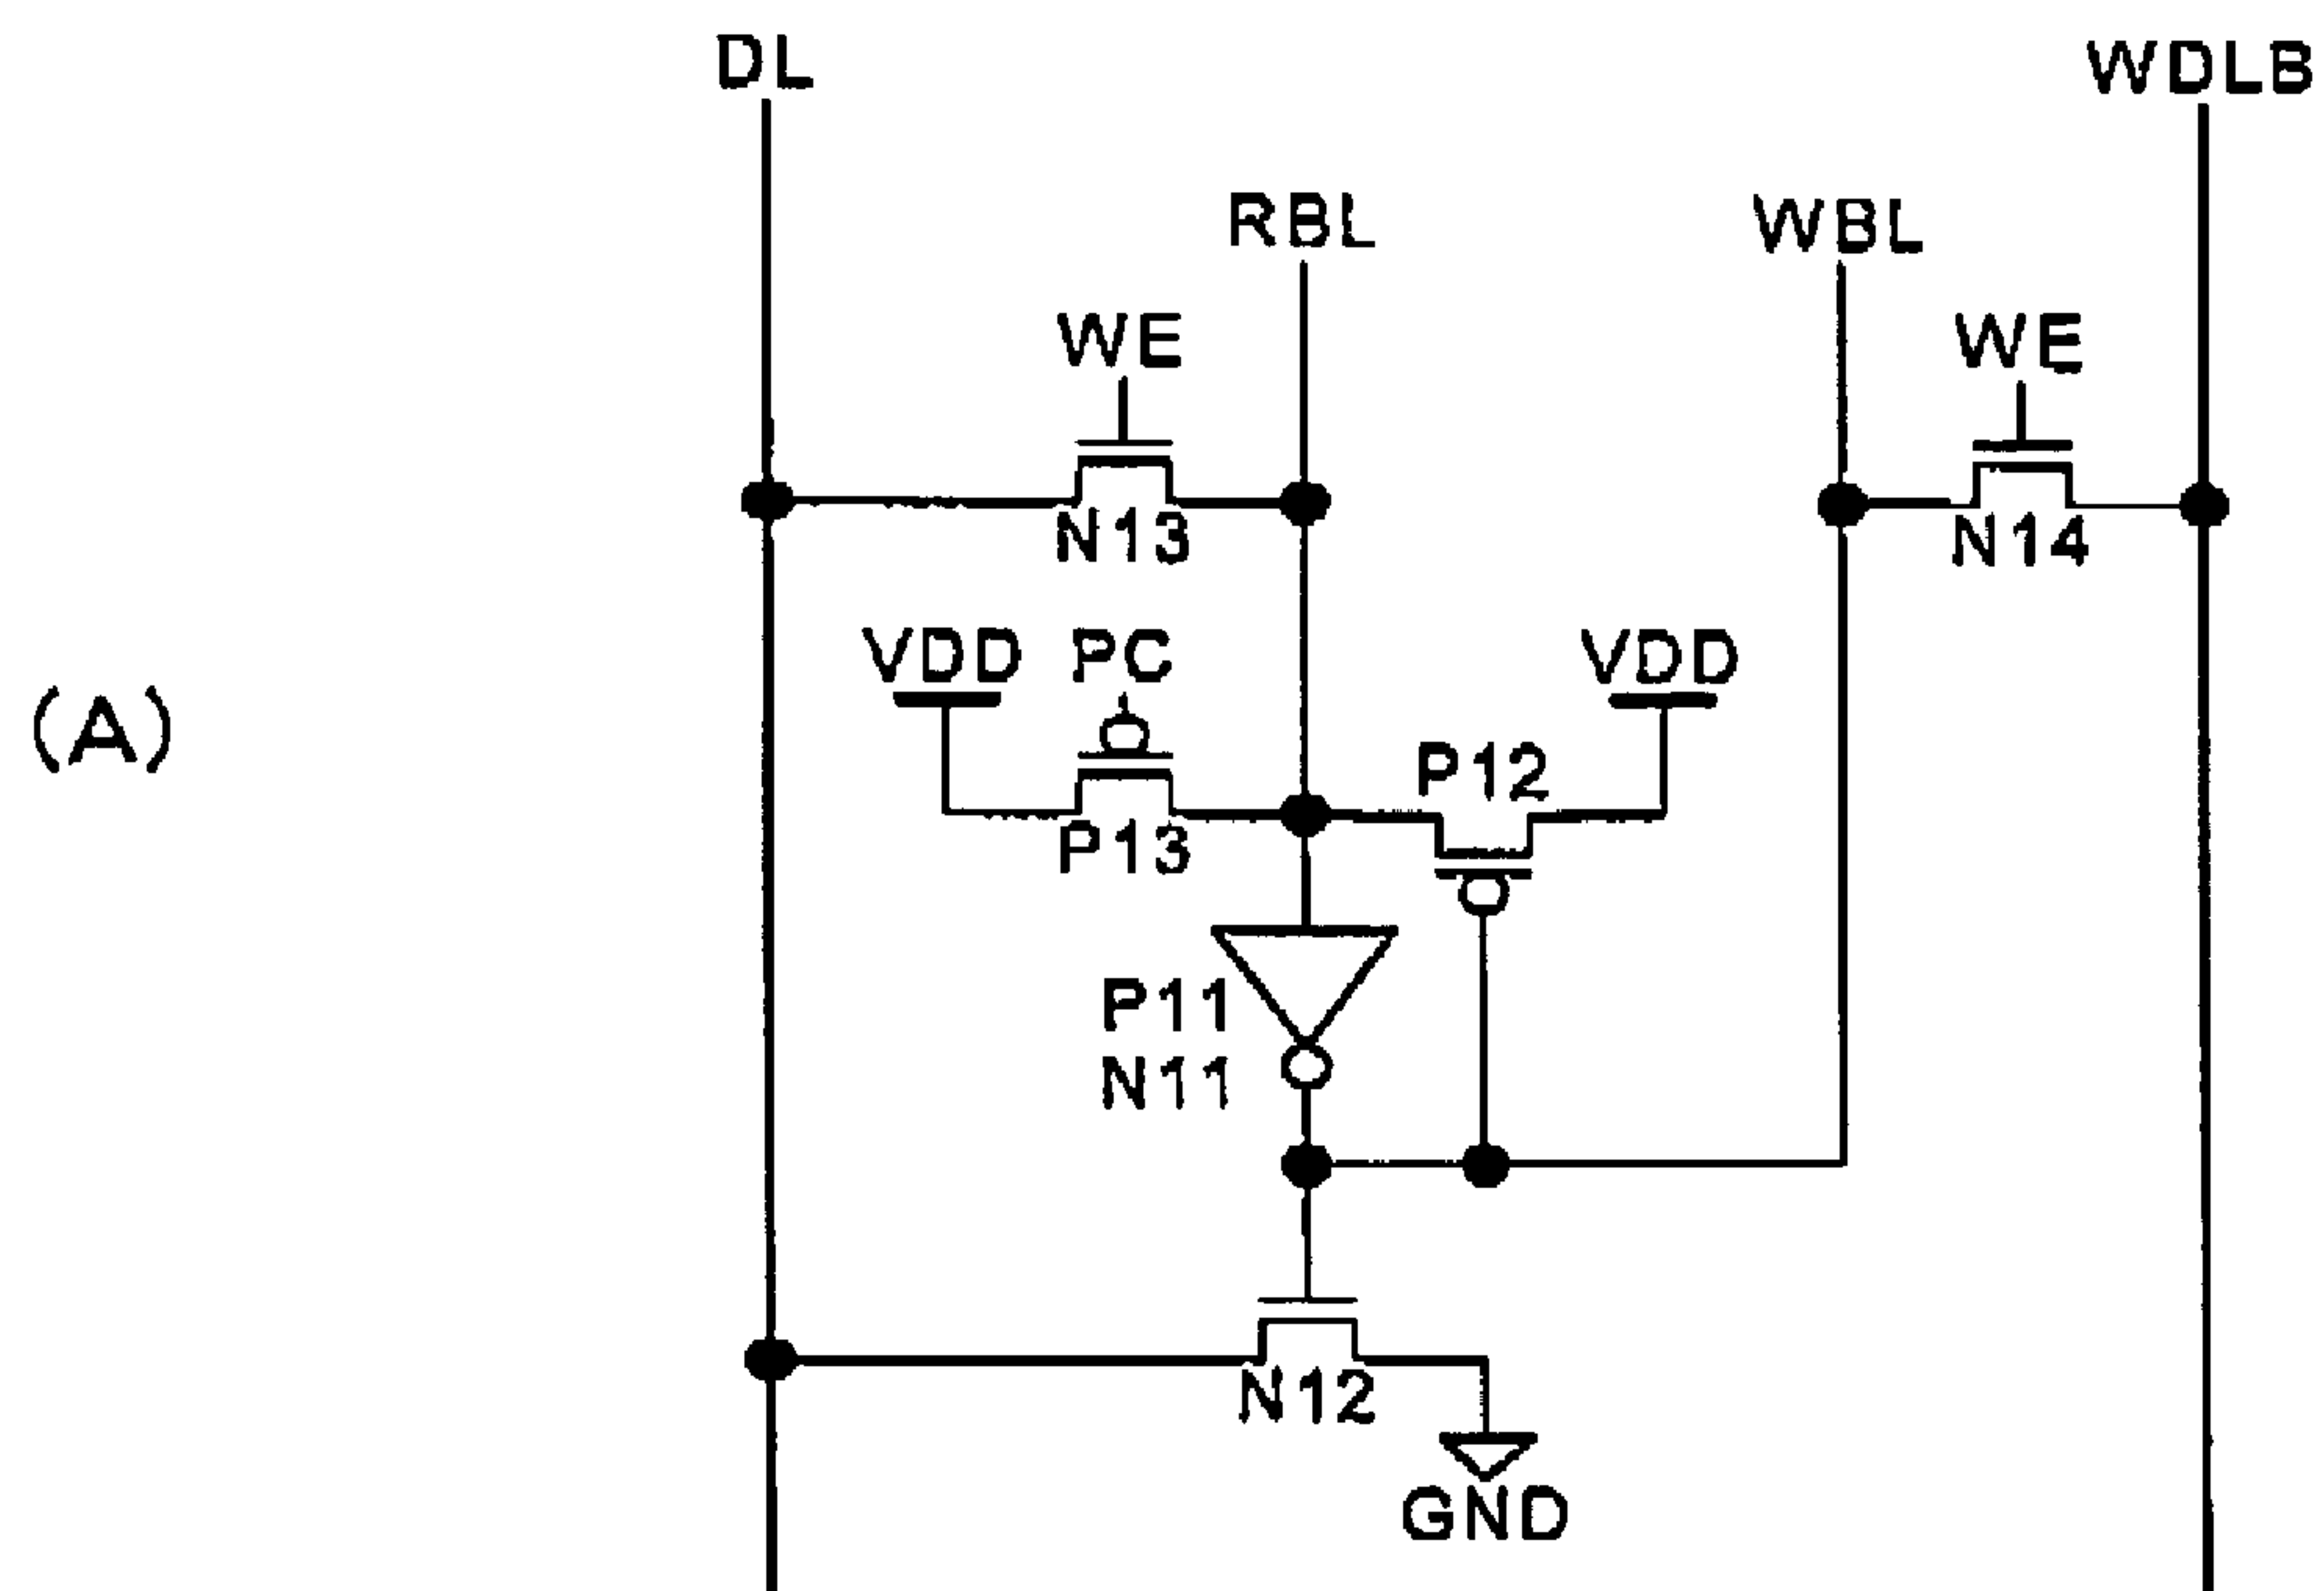 DL
WDLB
RBL
WBL
WE
WE
N13
N14
VDD PC
VDD
(A)
P12
P13
P11
N11
N12
GND